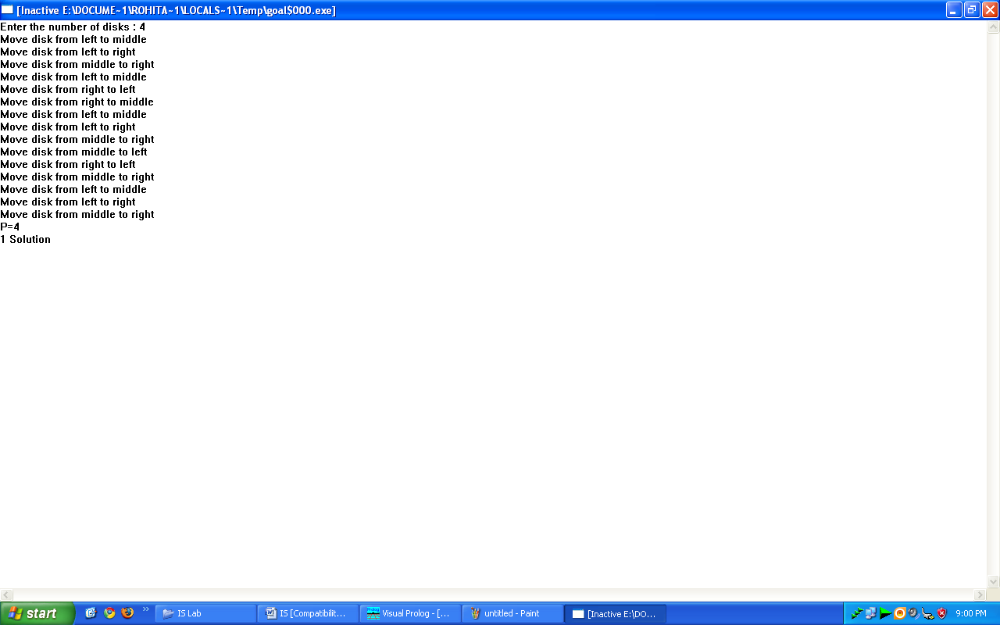 [Inactive E:\DOCUME~1\ROHITA~1\LOCALS~1\Temp\goal$000.exe]
Enter the number of disks : 4
Move disk from left to middle
Move disk from left to right
Move disk from middle to right
Move disk from left to middle
Move disk from right to left
Move disk from right to middle
Move disk from left to middle
Move disk from left to right
Move disk from middle to right
Move disk from middle to left
Move disk from right to left
Move disk from middle to right
Move disk from left to middle
Move disk from left to right
Move disk from middle to right
P=4
1 Solution
start » IS Lab IS [Compatibilit... Visual Prolog - [... untitled - Paint [Inactive E:\DO... 9:00 PM